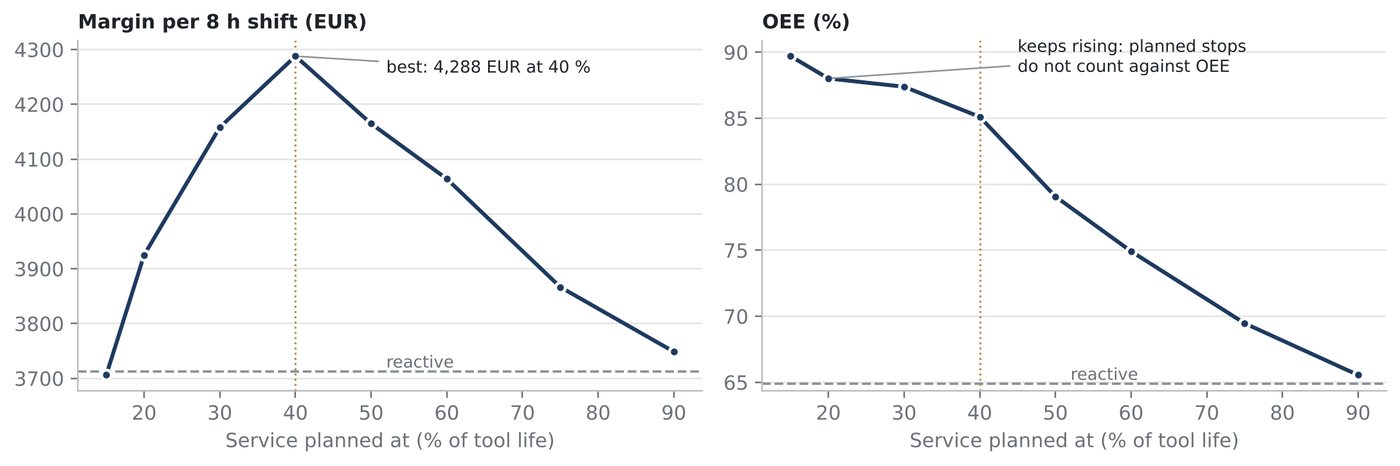 Margin per 8 h shift (EUR)
4300
4200
4100
4000
3900
3800
3700
best: 4,288 EUR at 40 %
reactive
20 30 40 50 60 70 80 90
Service planned at (% of tool life)
OEE (%)
90
85
80
75
70
65
keeps rising: planned stops
do not count against OEE
reactive
20 30 40 50 60 70 80 90
Service planned at (% of tool life)